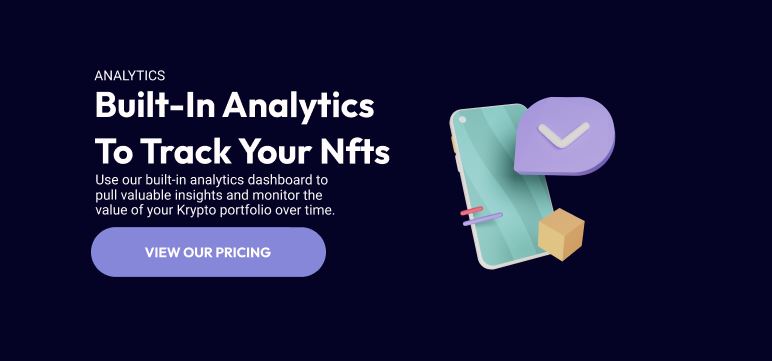 ANALYTICS
Built-In Analytics
To Track Your Nfts
Use our built-in analytics dashboard to
pull valuable insights and monitor the
value of your Krypto portfolio over time.
VIEW OUR PRICING